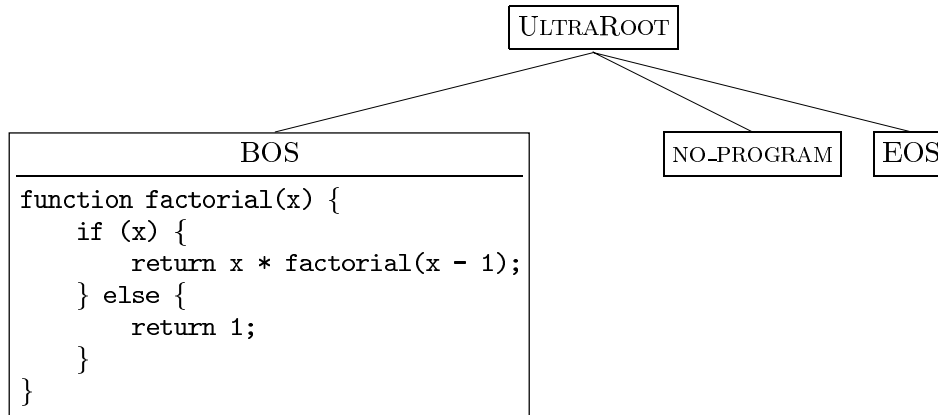 ULTRAROOT
BOS
NO_PROGRAM
EOS
function factorial(x) {
    if (x) {
        return x * factorial(x - 1);
    } else {
        return 1;
    }
}